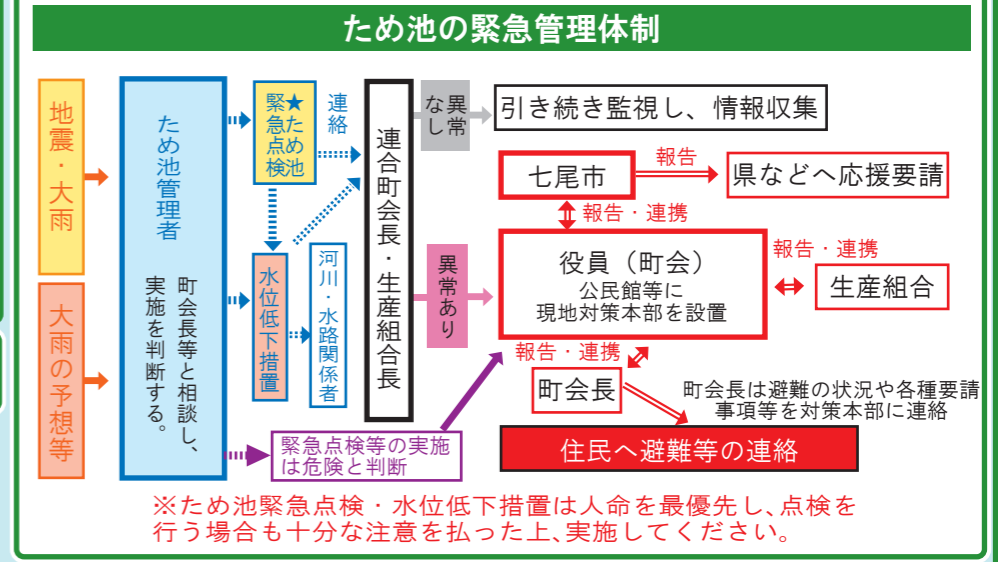 ため池の緊急管理体制
地震・大雨
大雨の予想等
ため池管理者
町会長等と相談し、
実施を判断する。
★ため池
緊急点検
連絡
水位低下措置
河川・水路関係者
緊急点検等の実施
は危険と判断
連合町会長・生産組合長
異常
なし
引き続き監視し、情報収集
異常あり
七尾市
報告
県などへ応援要請
報告・連携
役員（町会）
公民館等に
現地対策本部を設置
報告・連携
生産組合
報告・連携
町会長
町会長は避難の状況や各種要請
事項等を対策本部に連絡
住民へ避難等の連絡
※ため池緊急点検・水位低下措置は人命を最優先し、点検を
行う場合も十分な注意を払った上、実施してください。